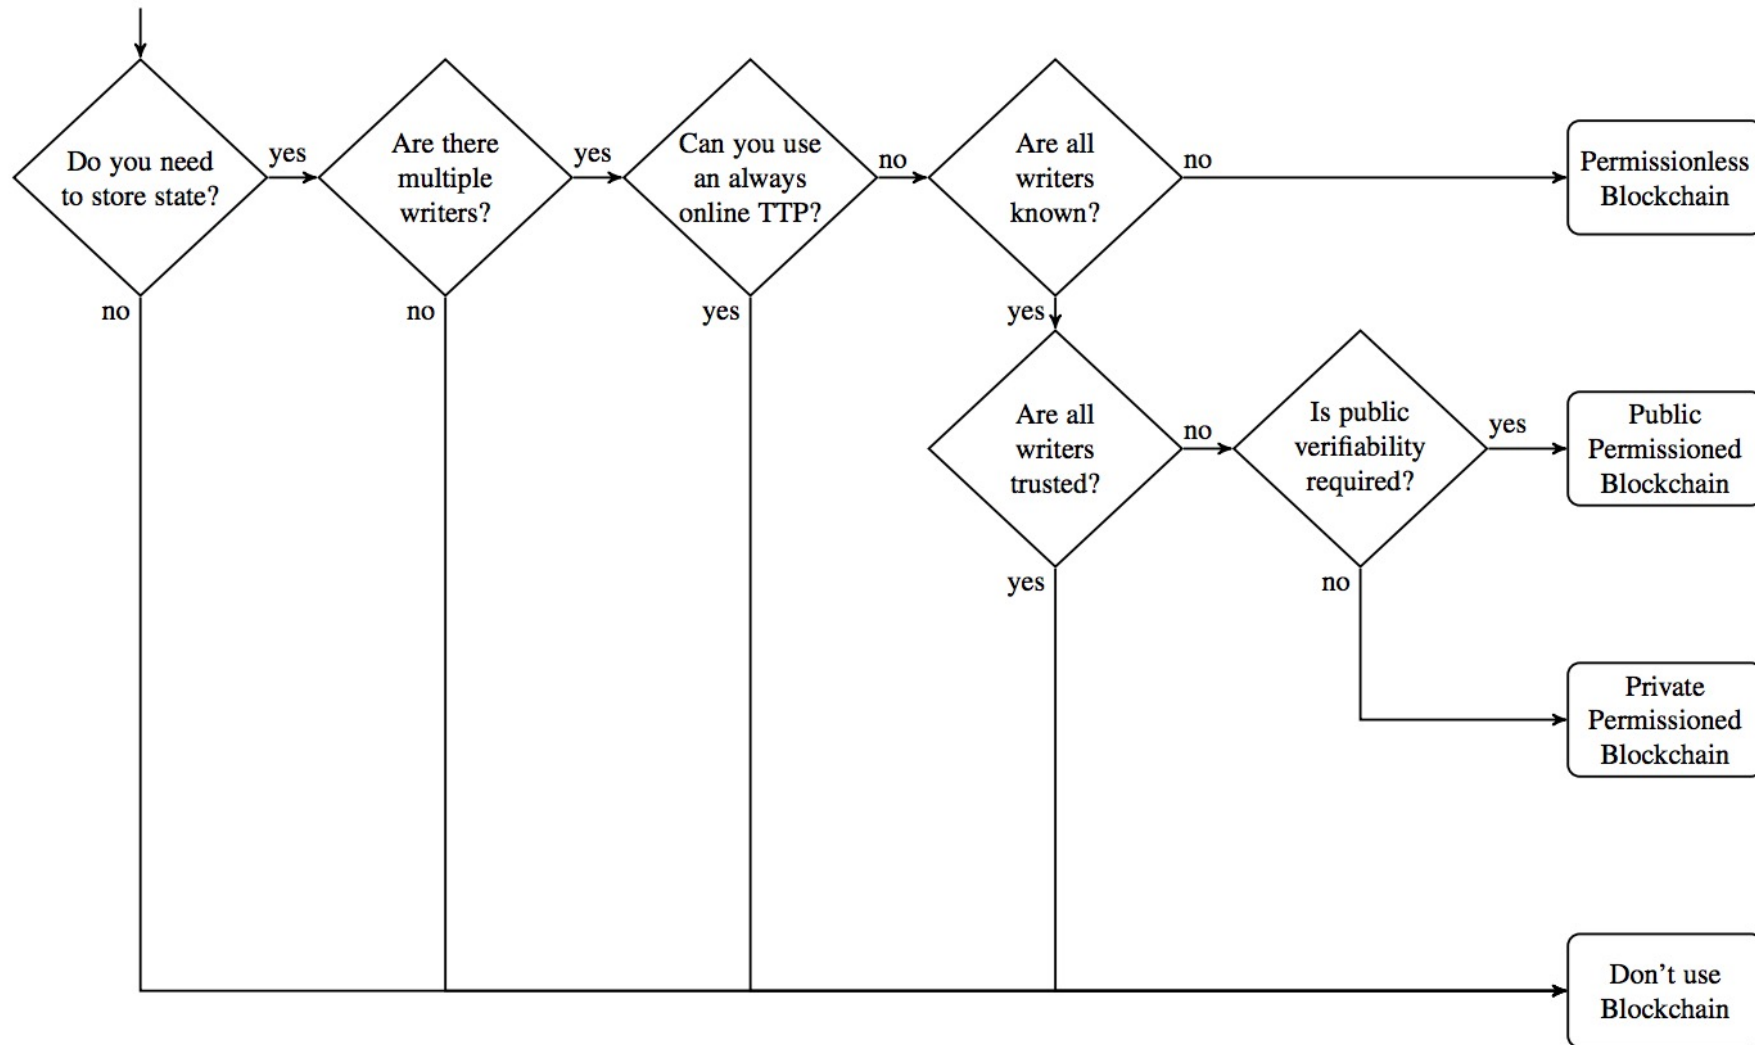 Do you need
to store state?
yes
no
Are there
multiple
writers?
yes
no
Can you use
an always
online TTP?
no
yes
Are all
writers
known?
no
yes
Permissionless
Blockchain
Are all
writers
trusted?
no
yes
Is public
verifiability
required?
yes
no
Public
Permissioned
Blockchain
Private
Permissioned
Blockchain
Don't use
Blockchain